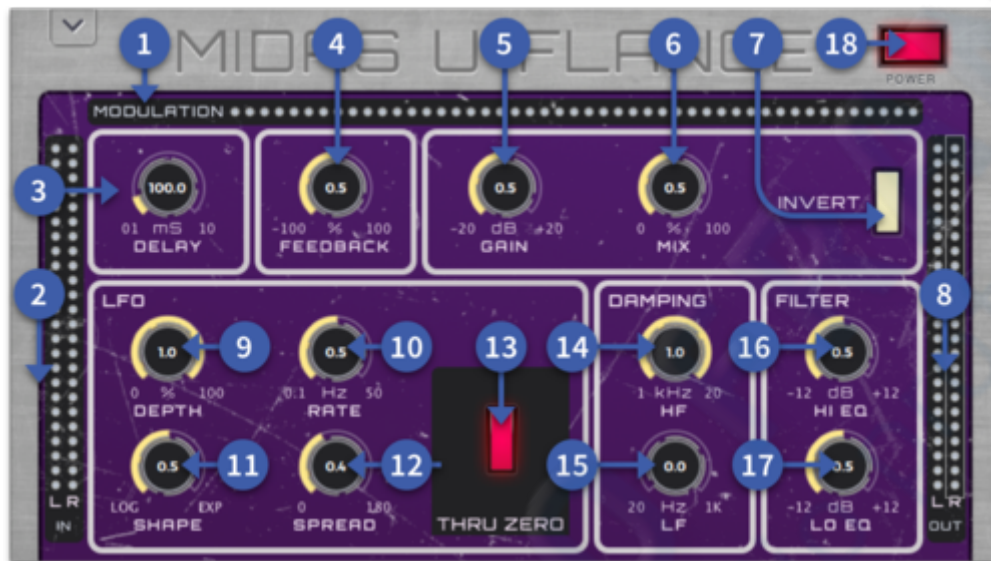 MIDAS U FLANGE
POWER
1 4 5 6 7 18
MODULATION
3
100.0 0.5 0.5 0.5
INVERT
01 mS 10 -100 % 100 -20 dB +20 0 % 100
DELAY FEEDBACK GAIN MIX
2 8
LFO DAMPING FILTER
1.0 9 0.5 10 13 14 1.0 16 0.5
0 % 100 0.1 Hz 50 1 kHz 20 -12 dB +12
DEPTH RATE HF HI EQ
0.5 11 0.4 12 15 0.0 17 0.5
LOG EXP 0 180 20 Hz 1K -12 dB +12
SHAPE SPREAD THRU ZERO LF LO EQ
L R L R
IN OUT